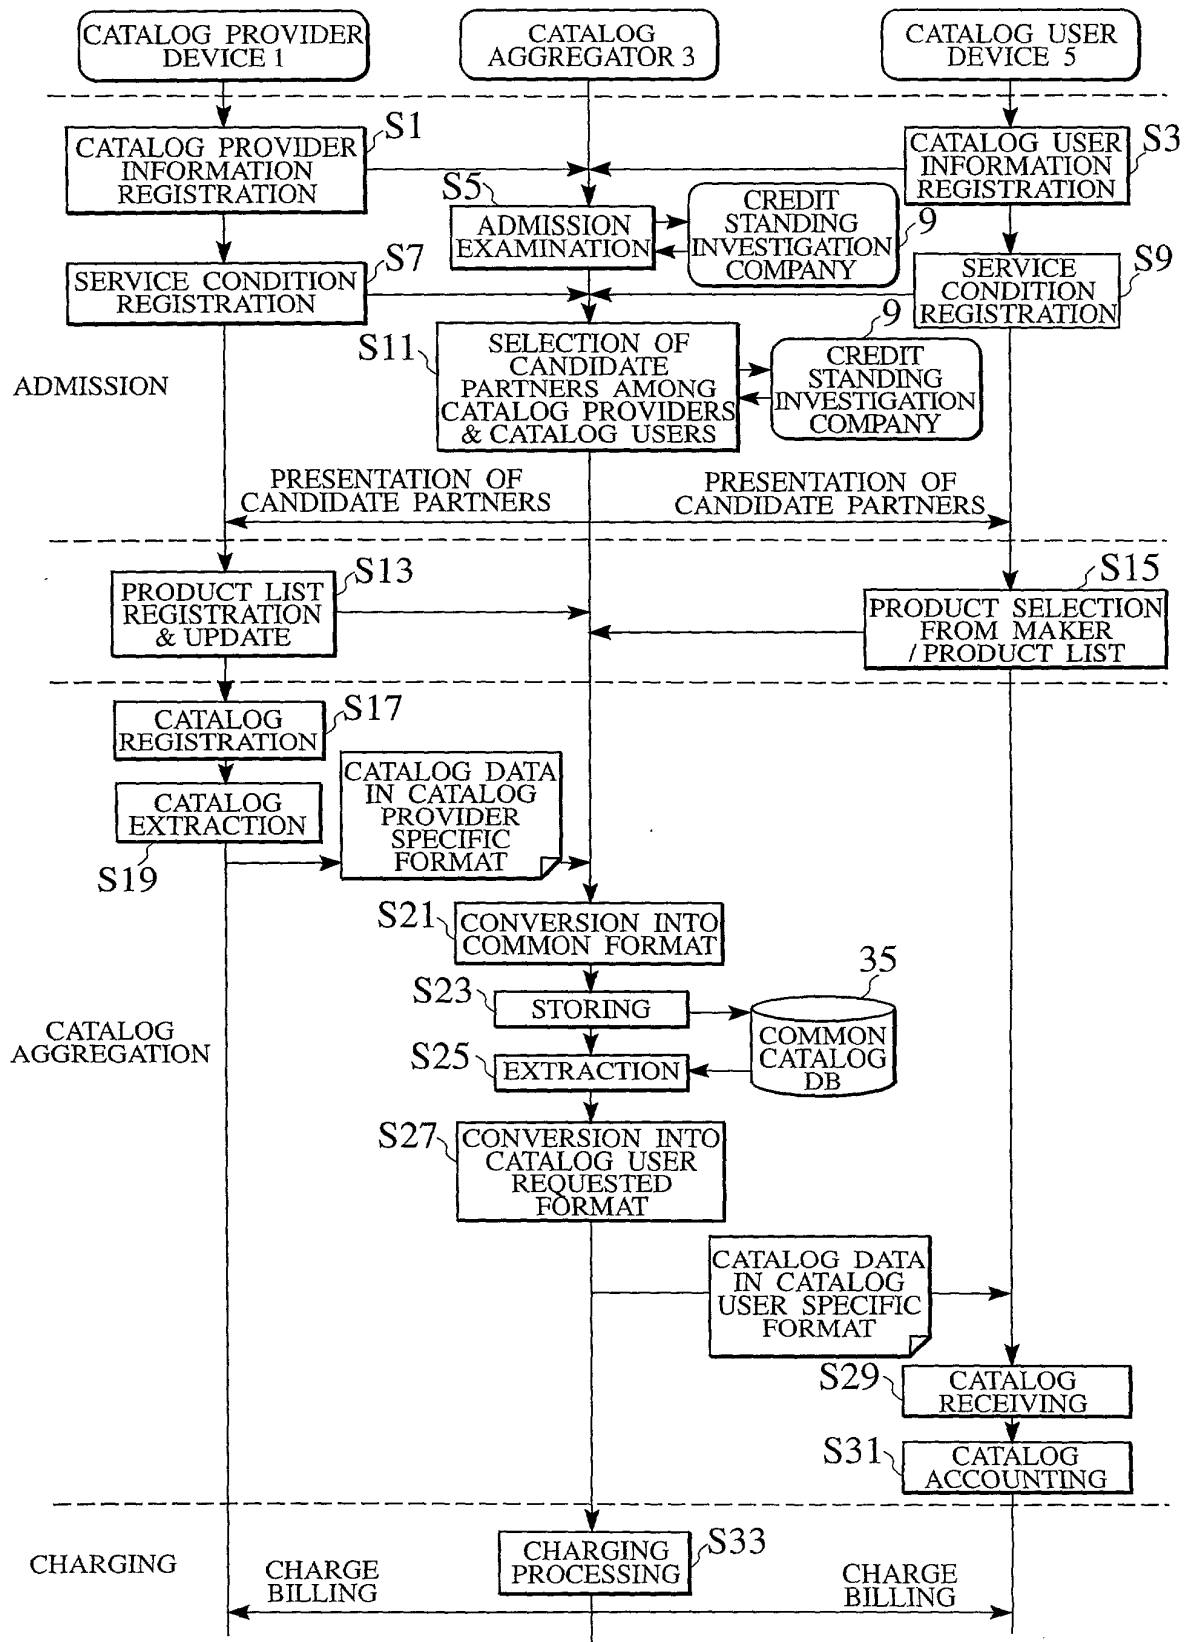 CATALOG PROVIDER
DEVICE 1
CATALOG
AGGREGATOR 3
CATALOG USER
DEVICE 5
CATALOG PROVIDER
INFORMATION
REGISTRATION
S1
CATALOG USER
INFORMATION
REGISTRATION
S3
S5
ADMISSION
EXAMINATION
CREDIT
STANDING
INVESTIGATION
COMPANY
9
SERVICE CONDITION
REGISTRATION
S7
SERVICE
CONDITION
REGISTRATION
S9
S11
SELECTION OF
CANDIDATE
PARTNERS AMONG
CATALOG PROVIDERS
& CATALOG USERS
9
CREDIT
STANDING
INVESTIGATION
COMPANY
ADMISSION
PRESENTATION OF
CANDIDATE PARTNERS
PRESENTATION OF
CANDIDATE PARTNERS
PRODUCT LIST
REGISTRATION
& UPDATE
S13
S15
PRODUCT SELECTION
FROM MAKER
/ PRODUCT LIST
CATALOG
REGISTRATION
S17
CATALOG
EXTRACTION
S19
CATALOG DATA
IN CATALOG
PROVIDER
SPECIFIC
FORMAT
S21
CONVERSION INTO
COMMON FORMAT
S23
STORING
35
COMMON
CATALOG
DB
CATALOG
AGGREGATION
S25
EXTRACTION
S27
CONVERSION INTO
CATALOG USER
REQUESTED
FORMAT
CATALOG DATA
IN CATALOG
USER SPECIFIC
FORMAT
S29
CATALOG
RECEIVING
S31
CATALOG
ACCOUNTING
CHARGING
CHARGING
PROCESSING
S33
CHARGE
BILLING
CHARGE
BILLING